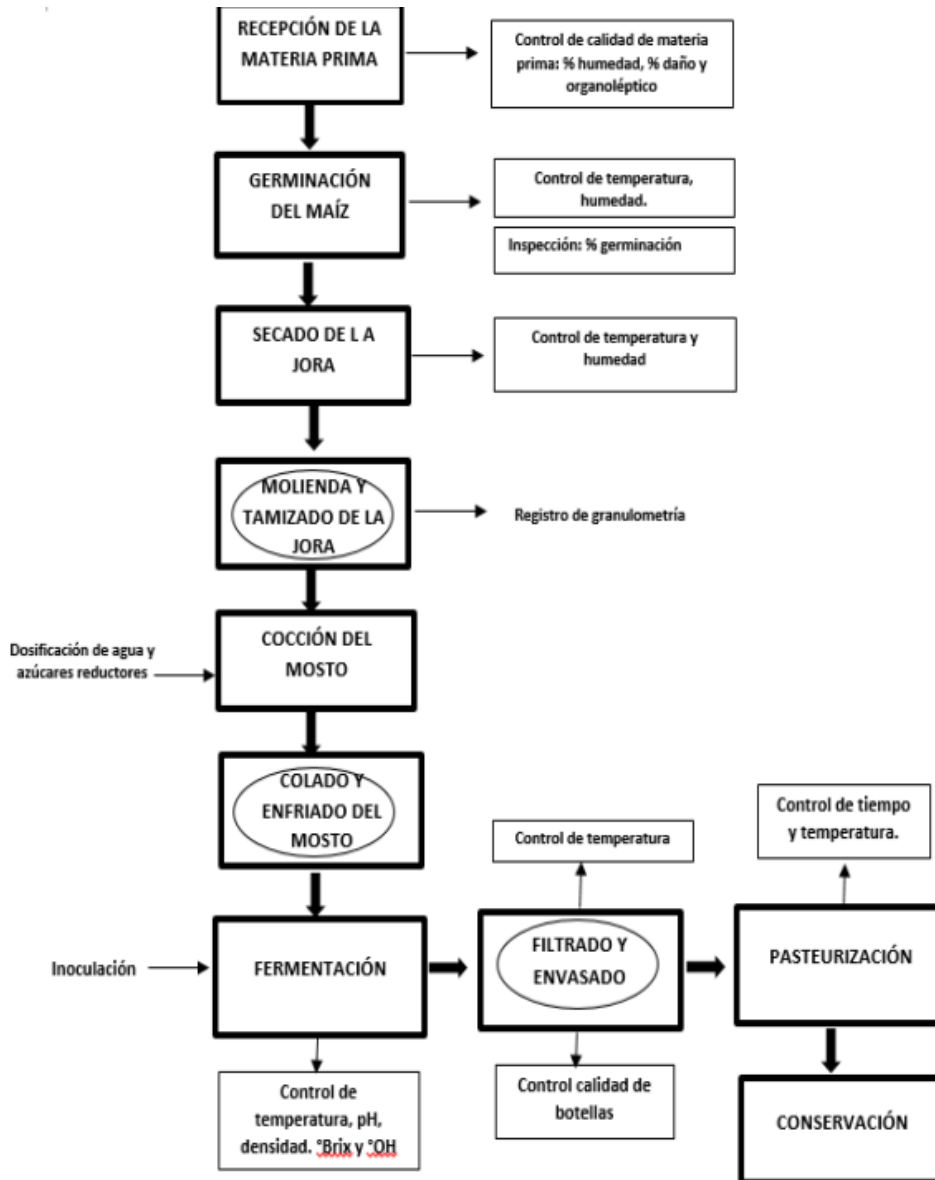 RECEPCIÓN DE LA
MATERIA PRIMA
Control de calidad de materia
prima: % humedad, % daño y
organoléptico
GERMINACIÓN
DEL MAÍZ
Control de temperatura,
humedad.
Inspección: % germinación
SECADO DE L A
JORA
Control de temperatura y
humedad
MOLIENDA Y
TAMIZADO DE LA
JORA
Registro de granulometría
COCCIÓN DEL
MOSTO
Dosificación de agua y
azúcares reductores
COLADO Y
ENFRIADO DEL
MOSTO
Inoculación
FERMENTACIÓN
Control de
temperatura, pH,
densidad. °Brix y °OH
Control de temperatura
FILTRADO Y
ENVASADO
Control calidad de
botellas
Control de tiempo
y temperatura.
PASTEURIZACIÓN
CONSERVACIÓN